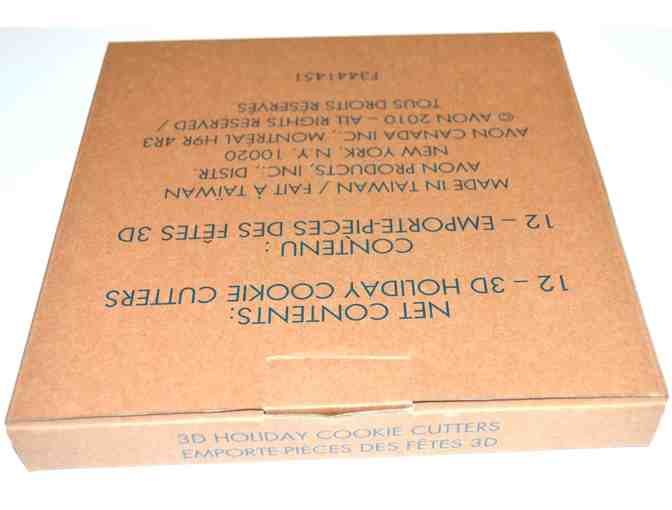 NET CONTENTS:
12 – 3D HOLIDAY COOKIE CUTTERS
CONTENU :
12 – EMPORTE-PIÈCES DES FÊTES 3D
MADE IN TAIWAN / FAIT À TAÏWAN
AVON PRODUCTS, INC., DISTR.
NEW YORK, N.Y. 10020
AVON CANADA INC., MONTRÉAL H9R 4R3
© AVON 2010 – ALL RIGHTS RESERVED /
TOUS DROITS RÉSERVÉS
F3441451
3D HOLIDAY COOKIE CUTTERS
EMPORTE-PIÈCES DES FÊTES 3D